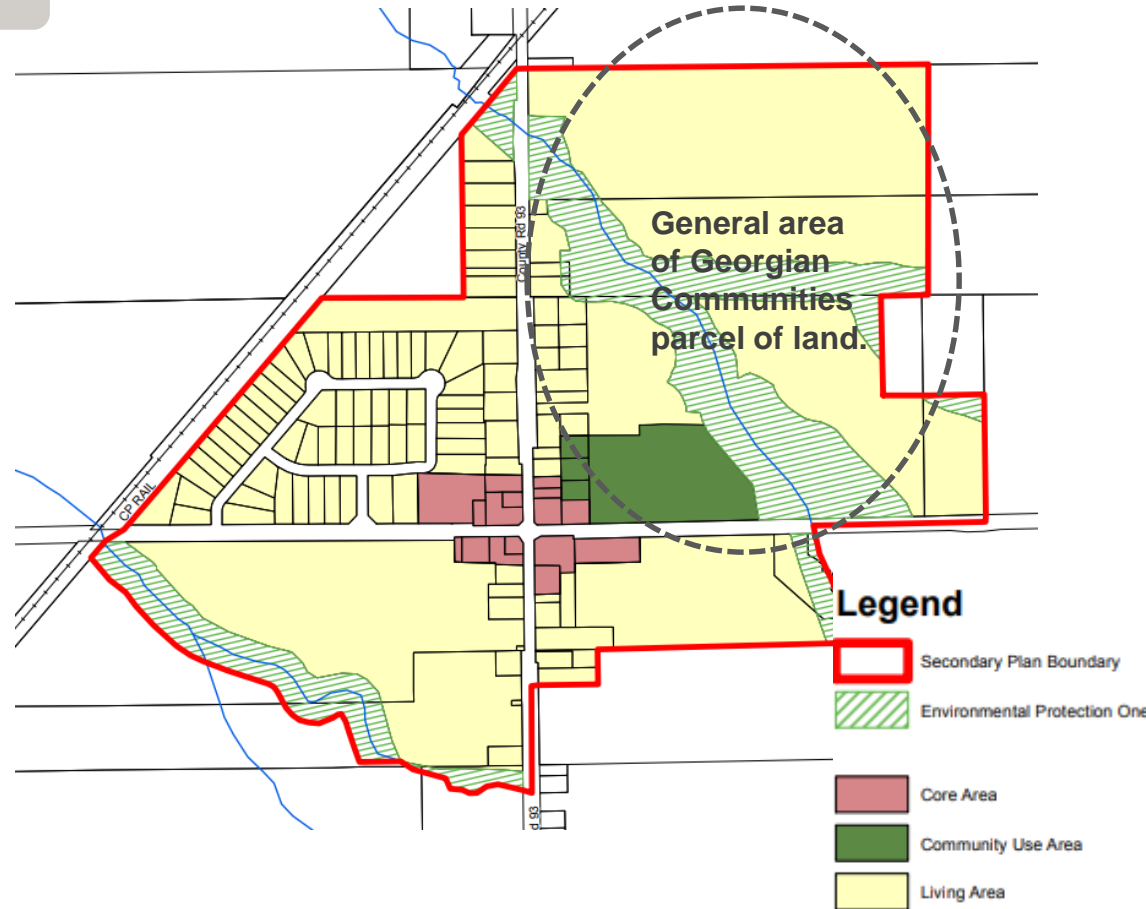 County Rd 93
General area
of Georgian
Communities
parcel of land.
CP RAIL
d 93
Legend
Secondary Plan Boundary
Environmental Protection One
Core Area
Community Use Area
Living Area